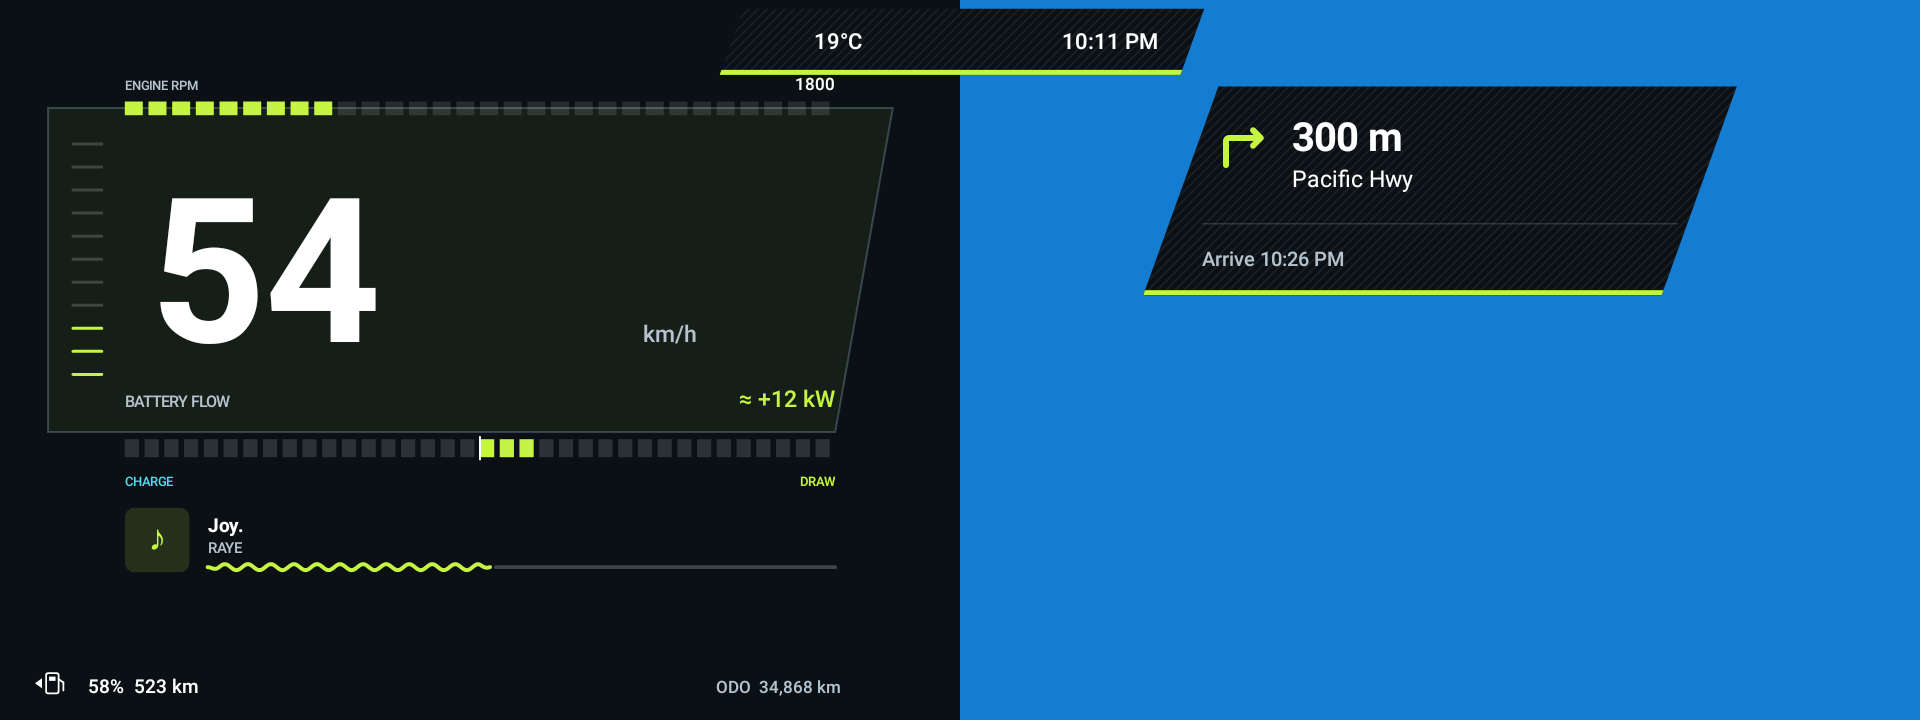 19°C
10:11 PM
ENGINE RPM
1800
54
km/h
BATTERY FLOW
≈ +12 kW
CHARGE
DRAW
Joy.
RAYE
58% 523 km
ODO 34,868 km
300 m
Pacific Hwy
Arrive 10:26 PM